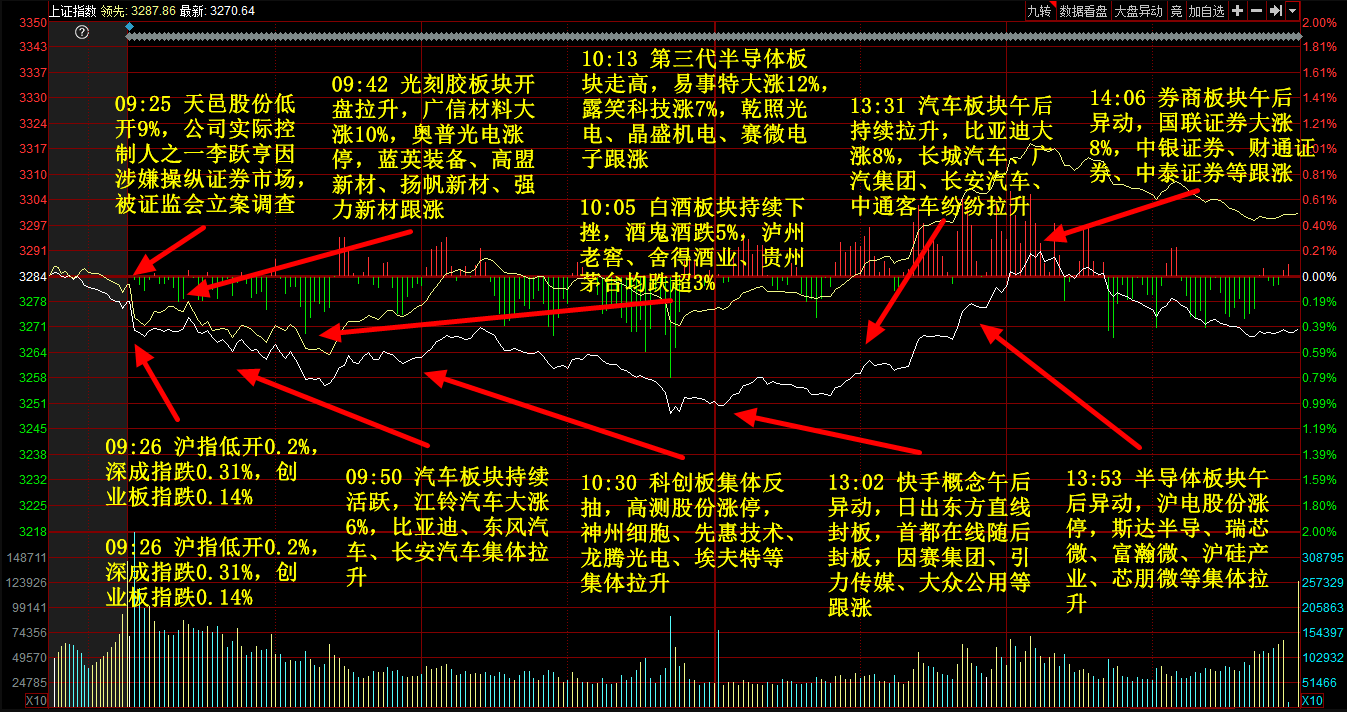 上证指数 领先: 3287.86 最新: 3270.64
九转 数据看盘 大盘异动 竞 加自选
3350
3343
3337
3330
3324
3317
3310
3304
3297
3291
3284
3278
3271
3264
3258
3251
3245
3238
3232
3225
3218
148711
123926
99141
74356
49570
24785
X10
09:25 天邑股份低
开9%，公司实际控
制人之一李跃亨因
涉嫌操纵证券市场，
被证监会立案调查
09:42 光刻胶板块开
盘拉升，广信材料大
涨10%，奥普光电涨
停，蓝英装备、高盟
新材、扬帆新材、强
力新材跟涨
10:13 第三代半导体板
块走高，易事特大涨12%，
露笑科技涨7%，乾照光
电、晶盛机电、赛微电
子跟涨
10:05 白酒板块持续下
挫，酒鬼酒跌5%，泸州
老窖、舍得酒业、贵州
茅台均跌超3%
13:31 汽车板块午后
持续拉升，比亚迪大
涨8%，长城汽车、广
汽集团、长安汽车、
中通客车纷纷拉升
14:06 券商板块午后
异动，国联证券大涨
8%，中银证券、财通证
券、中泰证券等跟涨
09:26 沪指低开0.2%，
深成指跌0.31%，创
业板指跌0.14%
09:26 沪指低开0.2%，
深成指跌0.31%，创
业板指跌0.14%
09:50 汽车板块持续
活跃，江铃汽车大涨
6%，比亚迪、东风汽
车、长安汽车集体拉
升
10:30 科创板集体反
抽，高测股份涨停，
神州细胞、先惠技术、
龙腾光电、埃夫特等
集体拉升
13:02 快手概念午后
异动，日出东方直线
封板，首都在线随后
封板，因赛集团、引
力传媒、大众公用等
跟涨
13:53 半导体板块午
后异动，沪电股份涨
停，斯达半导、瑞芯
微、富瀚微、沪硅产
业、芯朋微等集体拉
升
2.00%
1.81%
1.61%
1.41%
1.21%
1.01%
0.81%
0.61%
0.40%
0.21%
0.00%
0.19%
0.39%
0.59%
0.79%
0.99%
1.19%
1.39%
1.59%
1.80%
2.00%
308795
257329
205863
154397
102932
51466
X10